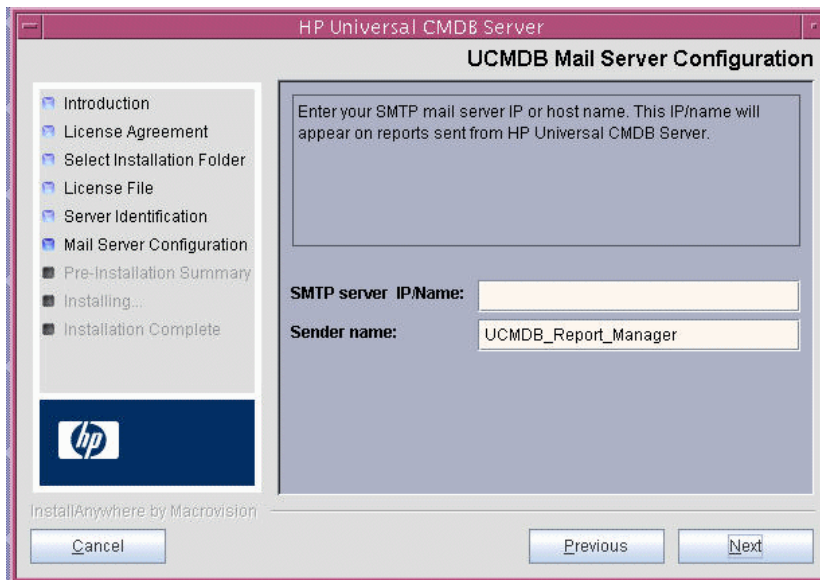 HP Universal CMDB Server
UCMDB Mail Server Configuration
Introduction
License Agreement
Select Installation Folder
License File
Server Identification
Mail Server Configuration
Pre-Installation Summary
Installing...
Installation Complete
Enter your SMTP mail server IP or host name. This IP/name will
appear on reports sent from HP Universal CMDB Server.
SMTP server IP/Name:
Sender name:
UCMDB_Report_Manager
hp
InstallAnywhere by Macrovision
Cancel
Previous
Next